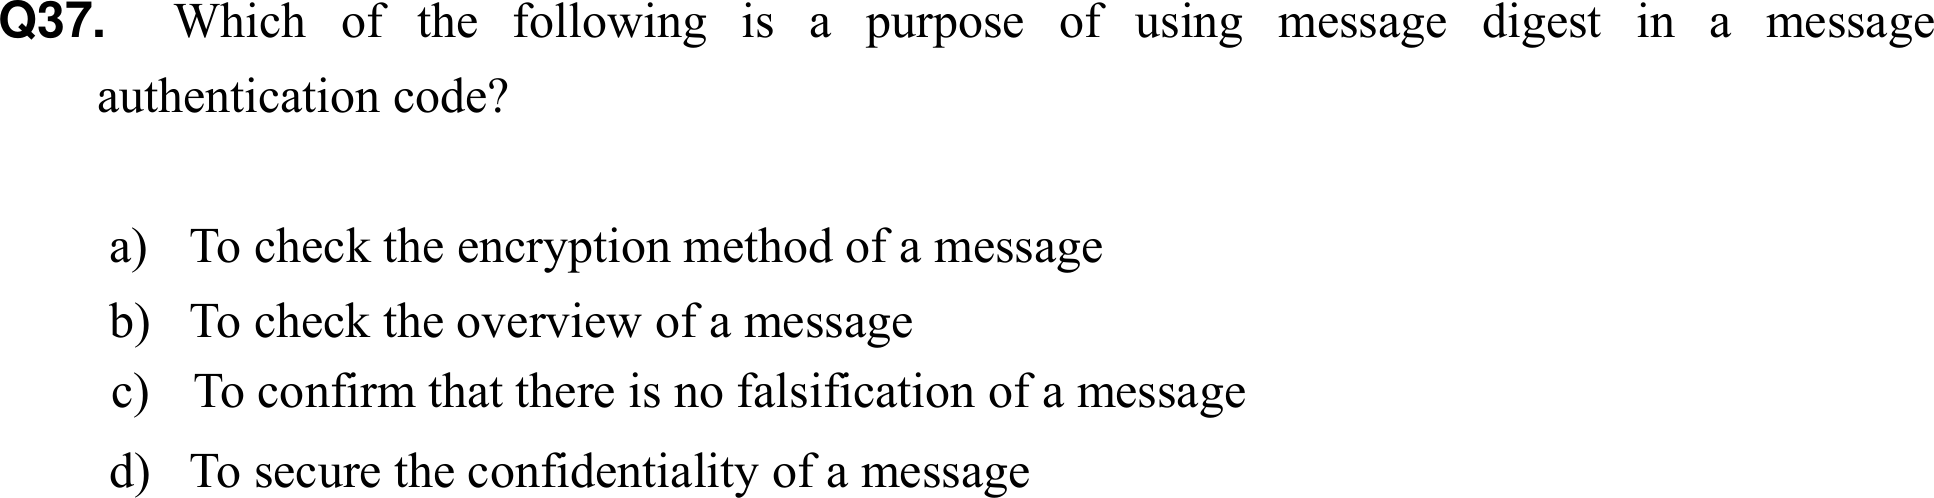 Q37. Which of the following is a purpose of using message digest in a message
authentication code?
a) To check the encryption method of a message
b) To check the overview of a message
c) To confirm that there is no falsification of a message
d) To secure the confidentiality of a message